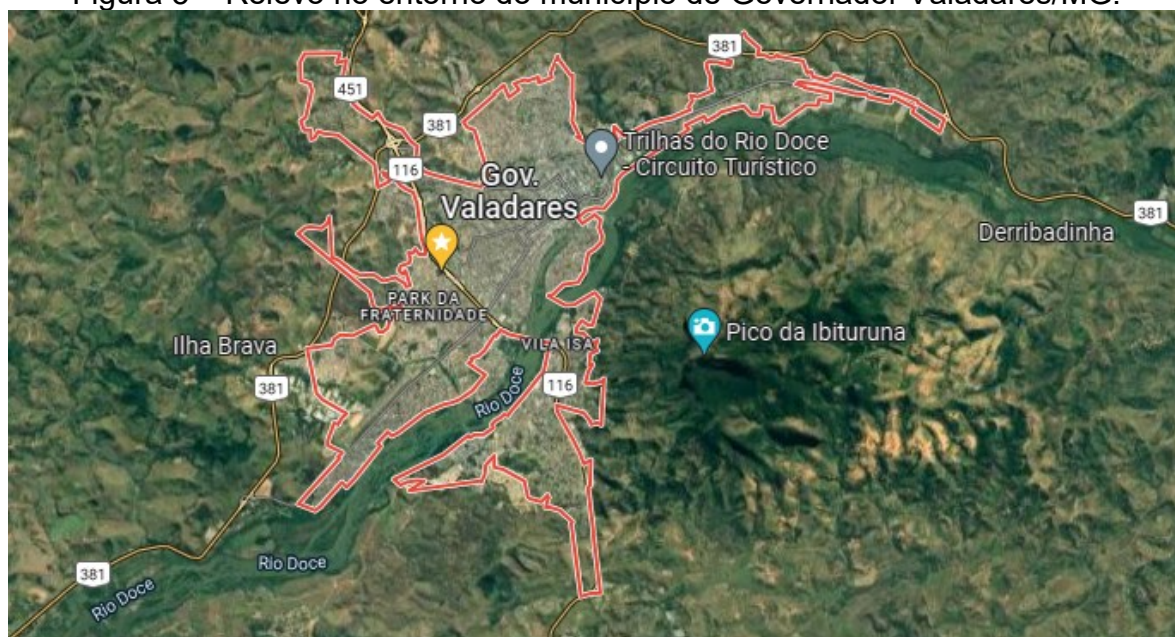 Figura – Relevo no entorno do município de Governador Valadares/MG.
381
451
381
Trilhas do Rio Doce
- Circuito Turístico
116
Gov.
Valadares
381
Derribadinha
PARK DA
FRATERNIDADE
Pico da Ibituruna
Ilha Brava
VILA ISA
381
116
Rio Doce
Rio Doce
381
Rio Doce